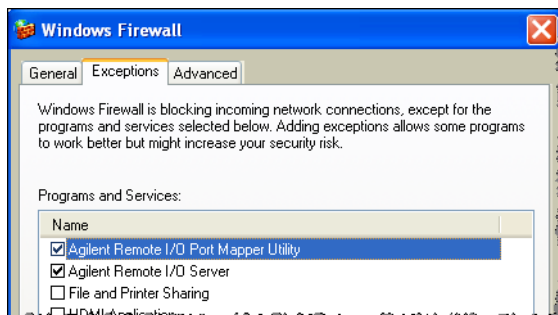 Windows Firewall
General Exceptions Advanced
Windows Firewall is blocking incoming network connections, except for the
programs and services selected below. Adding exceptions allows some programs
to work better but might increase your security risk.
Programs and Services:
Name
Agilent Remote I/O Port Mapper Utility
Agilent Remote I/O Server
File and Printer Sharing